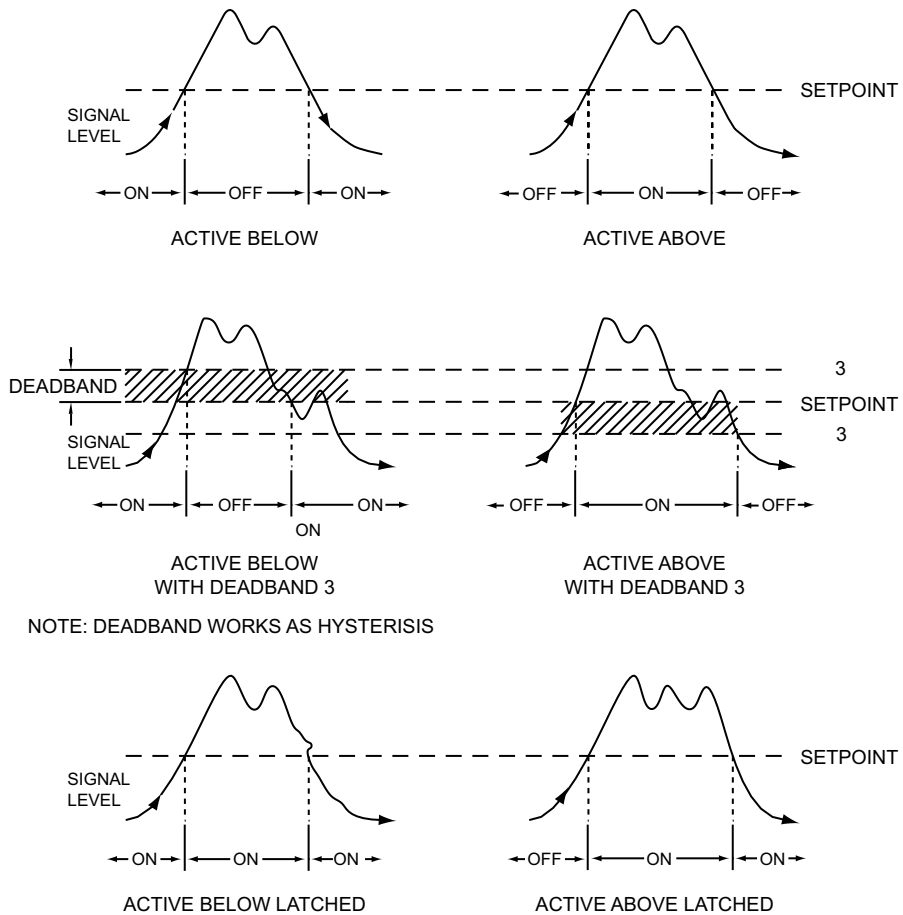 SETPOINT
SIGNAL
LEVEL
ON OFF ON OFF ON OFF
ACTIVE BELOW ACTIVE ABOVE
3
DEADBAND
SETPOINT
SIGNAL
LEVEL
3
ON OFF ON OFF ON OFF
ON
ACTIVE BELOW
WITH DEADBAND 3
ACTIVE ABOVE
WITH DEADBAND 3
NOTE: DEADBAND WORKS AS HYSTERISIS
SETPOINT
SIGNAL
LEVEL
ON ON ON OFF ON ON
ACTIVE BELOW LATCHED ACTIVE ABOVE LATCHED